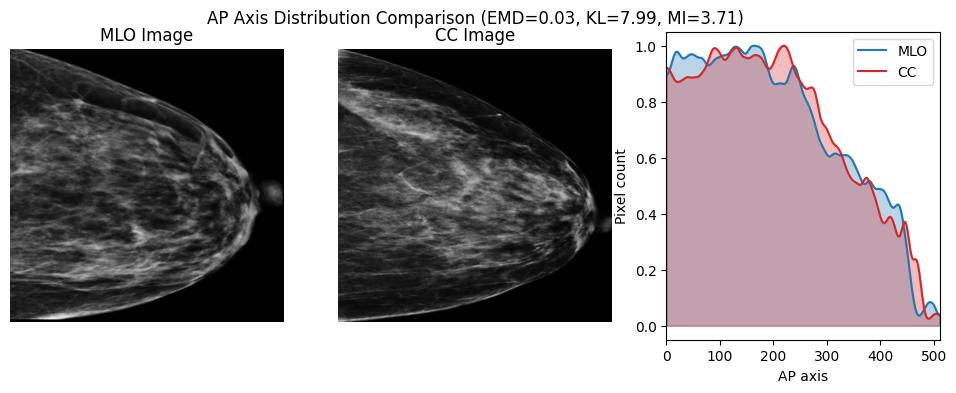 AP Axis Distribution Comparison (EMD=0.03, KL=7.99, MI=3.71)
MLO Image
CC Image
MLO
CC
Pixel count
1.0
0.8
0.6
0.4
0.2
0.0
0 100 200 300 400 500
AP axis